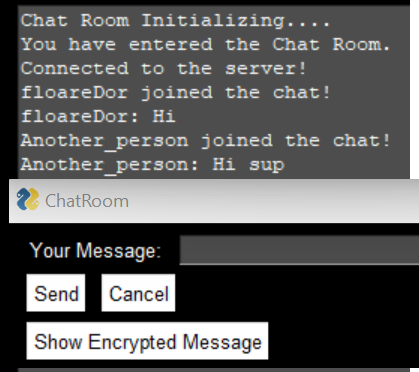 Chat Room Initializing....
You have entered the Chat Room.
Connected to the server!
floareDor joined the chat!
floareDor: Hi
Another_person joined the chat!
Another_person: Hi sup
ChatRoom
Your Message:
Send Cancel
Show Encrypted Message